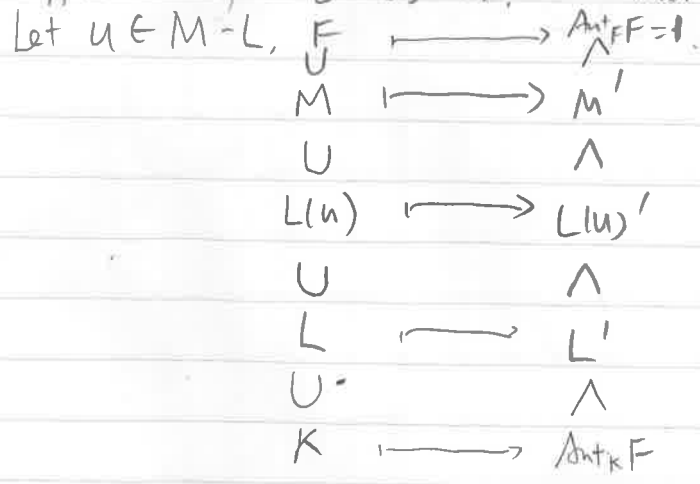 Let u ∈ M-L, F ⟼ Aut_F F = 1.
∪ ∧
M ⟼ M'
∪ ∧
L(u) ⟼ L(u)'
∪ ∧
L ⟼ L'
∪ ∧
K ⟼ Aut_K F